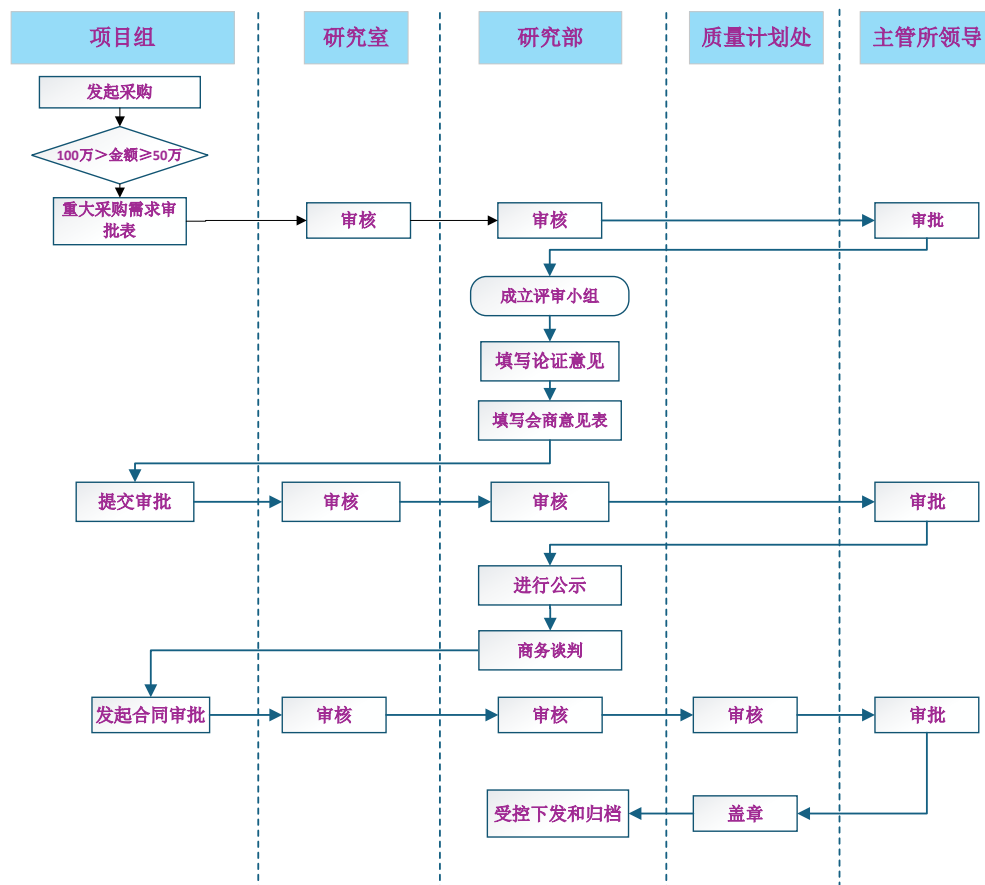 项目组
研究室
研究部
质量计划处
主管所领导
发起采购
100万＞金额≥50万
重大采购需求审
批表
审核
审核
审批
成立评审小组
填写论证意见
填写会商意见表
提交审批
审核
审核
审批
进行公示
商务谈判
发起合同审批
审核
审核
审核
审批
受控下发和归档
盖章